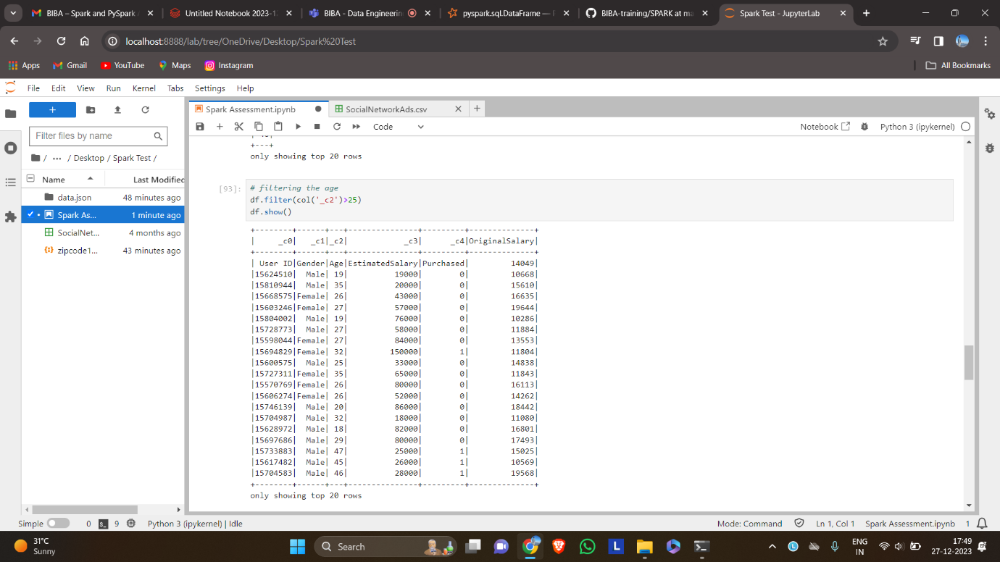 BIBA – Spark and PySpark
Untitled Notebook 2023-12
BIBA - Data Engineerin
pyspark.sql.DataFrame —
BIBA-training/SPARK at ma
Spark Test - JupyterLab
localhost:8888/lab/tree/OneDrive/Desktop/Spark%20Test
Apps Gmail YouTube Maps Instagram All Bookmarks
File Edit View Run Kernel Tabs Settings Help
Spark Assessment.ipynb SocialNetworkAds.csv
Filter files by name
/ ... / Desktop / Spark Test /
Name Last Modified
data.json 48 minutes ago
Spark As... 1 minute ago
SocialNet... 4 months ago
zipcode1... 43 minutes ago
Code Notebook Python 3 (ipykernel)
+---+
only showing top 20 rows
[93]: # filtering the age
df.filter(col('_c2')>25)
df.show()
+--------+------+---+---------------+---------+--------------+
|     _c0|   _c1|_c2|            _c3|      _c4|OriginalSalary|
+--------+------+---+---------------+---------+--------------+
| User ID|Gender|Age|EstimatedSalary|Purchased|         14049|
|15624510|  Male| 19|          19000|        0|         10668|
|15810944|  Male| 35|          20000|        0|         15610|
|15668575|Female| 26|          43000|        0|         16635|
|15603246|Female| 27|          57000|        0|         19644|
|15804002|  Male| 19|          76000|        0|         10286|
|15728773|  Male| 27|          58000|        0|         11884|
|15598044|Female| 27|          84000|        0|         13553|
|15694829|Female| 32|         150000|        1|         11804|
|15600575|  Male| 25|          33000|        0|         14838|
|15727311|Female| 35|          65000|        0|         11843|
|15570769|Female| 26|          80000|        0|         16113|
|15606274|Female| 26|          52000|        0|         14262|
|15746139|  Male| 20|          86000|        0|         18442|
|15704987|  Male| 32|          18000|        0|         11080|
|15628972|  Male| 18|          82000|        0|         16801|
|15697686|  Male| 29|          80000|        0|         17493|
|15733883|  Male| 47|          25000|        1|         15025|
|15617482|  Male| 45|          26000|        1|         10569|
|15704583|  Male| 46|          28000|        1|         19568|
+--------+------+---+---------------+---------+--------------+
only showing top 20 rows
Simple 0 9 Python 3 (ipykernel) | Idle Mode: Command Ln 1, Col 1 Spark Assessment.ipynb 1
31°C
Sunny
Search
L
ENG
IN
17:49
27-12-2023